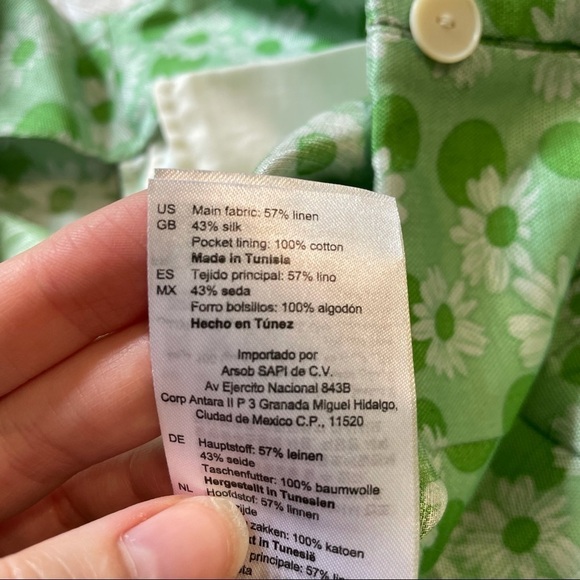 US Main fabric: 57% linen
GB 43% silk
Pocket lining: 100% cotton
Made in Tunisia
ES Tejido principal: 57% lino
MX 43% seda
Forro bolsillos: 100% algodón
Hecho en Túnez
Importado por
Arsob SAPI de C.V.
Av Ejercito Nacional 843B
Corp Antara II P 3 Granada Miguel Hidalgo,
Ciudad de Mexico C.P., 11520
DE Hauptstoff: 57% leinen
43% seide
Taschenfutter: 100% baumwolle
Hergestellt in Tunesien
NL Hoofdstof: 57% linnen
zijde
zakken: 100% katoen
in Tunesië
principale: 57%